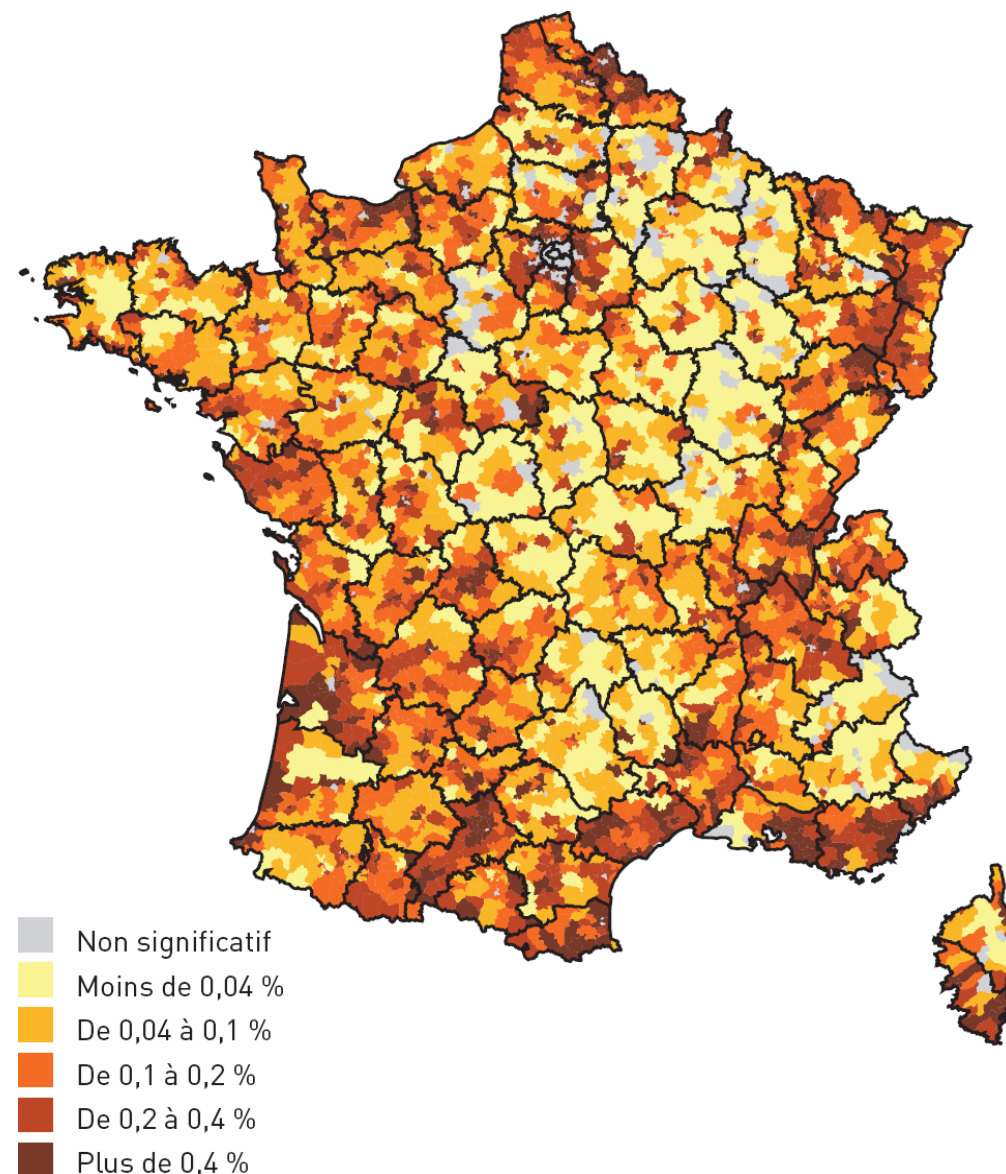 Non significatif
Moins de 0,04 %
De 0,04 à 0,1 %
De 0,1 à 0,2 %
De 0,2 à 0,4 %
Plus de 0,4 %